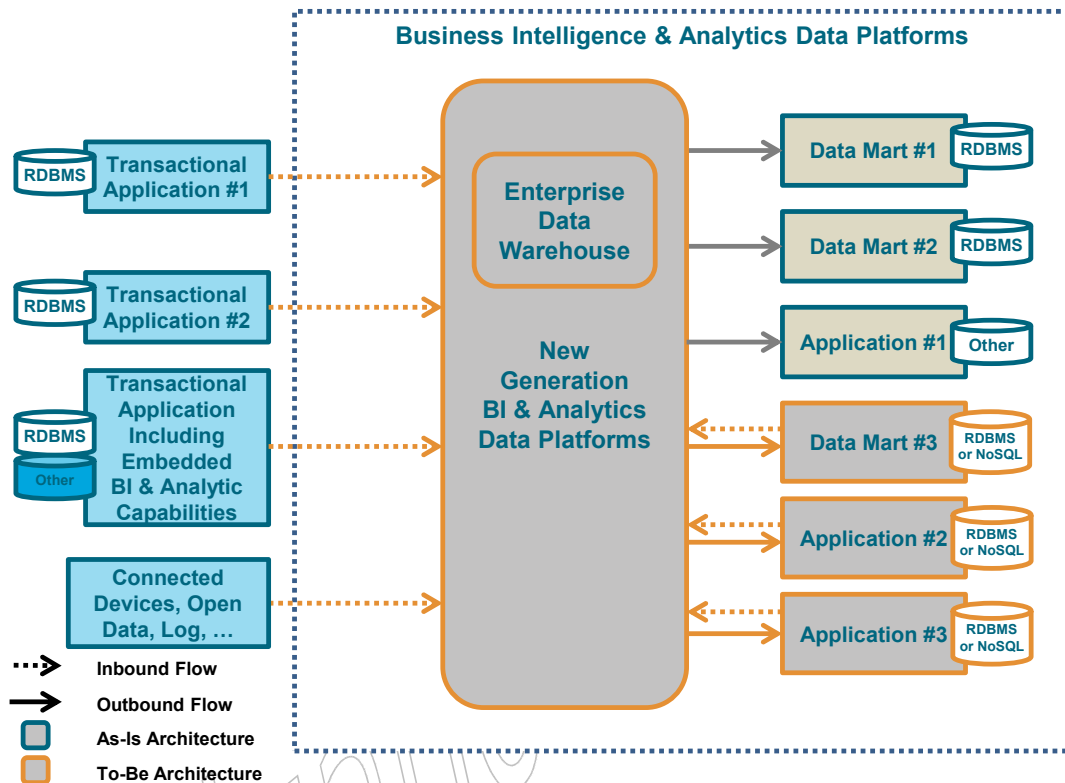 Business Intelligence & Analytics Data Platforms
RDBMS
Transactional
Application #1
RDBMS
Transactional
Application #2
RDBMS
Other
Transactional
Application
Including
Embedded
BI & Analytic
Capabilities
Connected
Devices, Open
Data, Log, …
Enterprise
Data
Warehouse
New
Generation
BI & Analytics
Data Platforms
Data Mart #1
RDBMS
Data Mart #2
RDBMS
Application #1
Other
Data Mart #3
RDBMS
or NoSQL
Application #2
RDBMS
or NoSQL
Application #3
RDBMS
or NoSQL
Inbound Flow
Outbound Flow
As-Is Architecture
To-Be Architecture